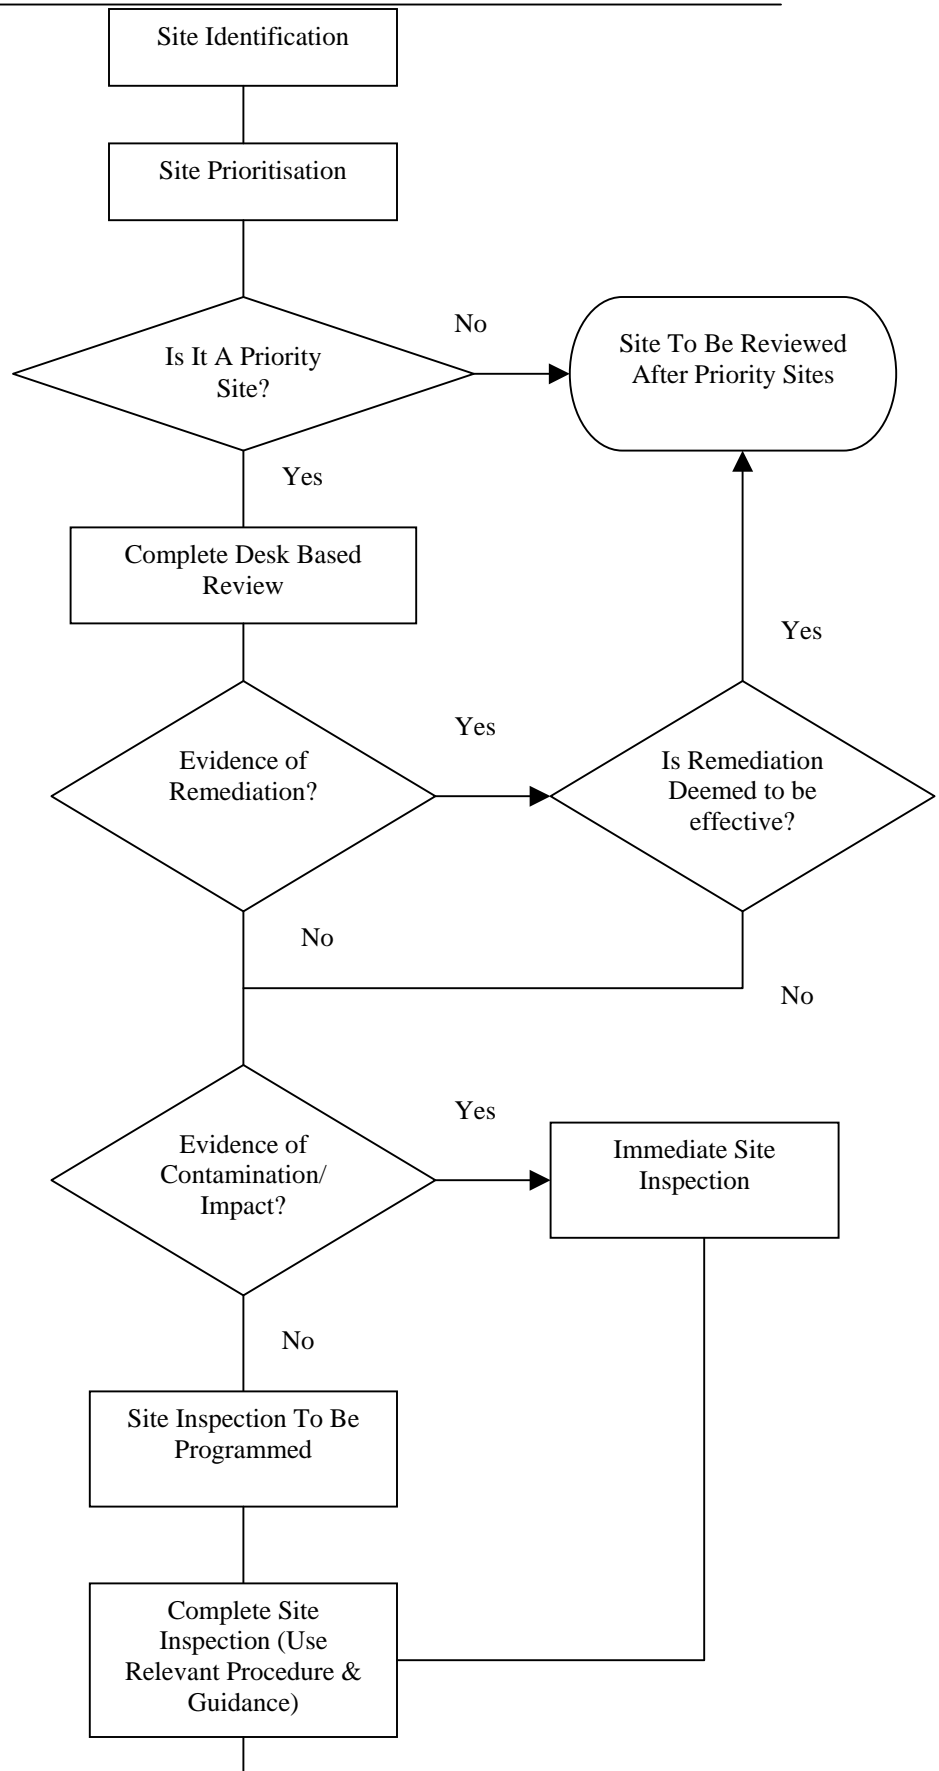 Site Identification
Site Prioritisation
No
Is It A Priority
Site?
Site To Be Reviewed
After Priority Sites
Yes
Complete Desk Based
Review
Yes
Yes
Evidence of
Remediation?
Is Remediation
Deemed to be
effective?
No
No
Yes
Evidence of
Contamination/
Impact?
Immediate Site
Inspection
No
Site Inspection To Be
Programmed
Complete Site
Inspection (Use
Relevant Procedure &
Guidance)